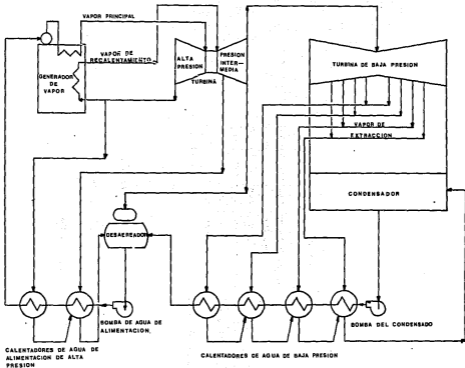 VAPOR PRINCIPAL
VAPOR DE
RECALENTAMIENTO
GENERADOR
DE
VAPOR
ALTA
PRESION
PRESION
INTER-
MEDIA
TURBINA
TURBINA DE BAJA PRESION
VAPOR DE
EXTRACCION
CONDENSADOR
DESAEREADOR
BOMBA DE AGUA DE
ALIMENTACION.
BOMBA DEL CONDENSADO
CALENTADORES DE AGUA DE
ALIMENTACION DE ALTA
PRESION
CALENTADORES DE AGUA DE BAJA PRESION